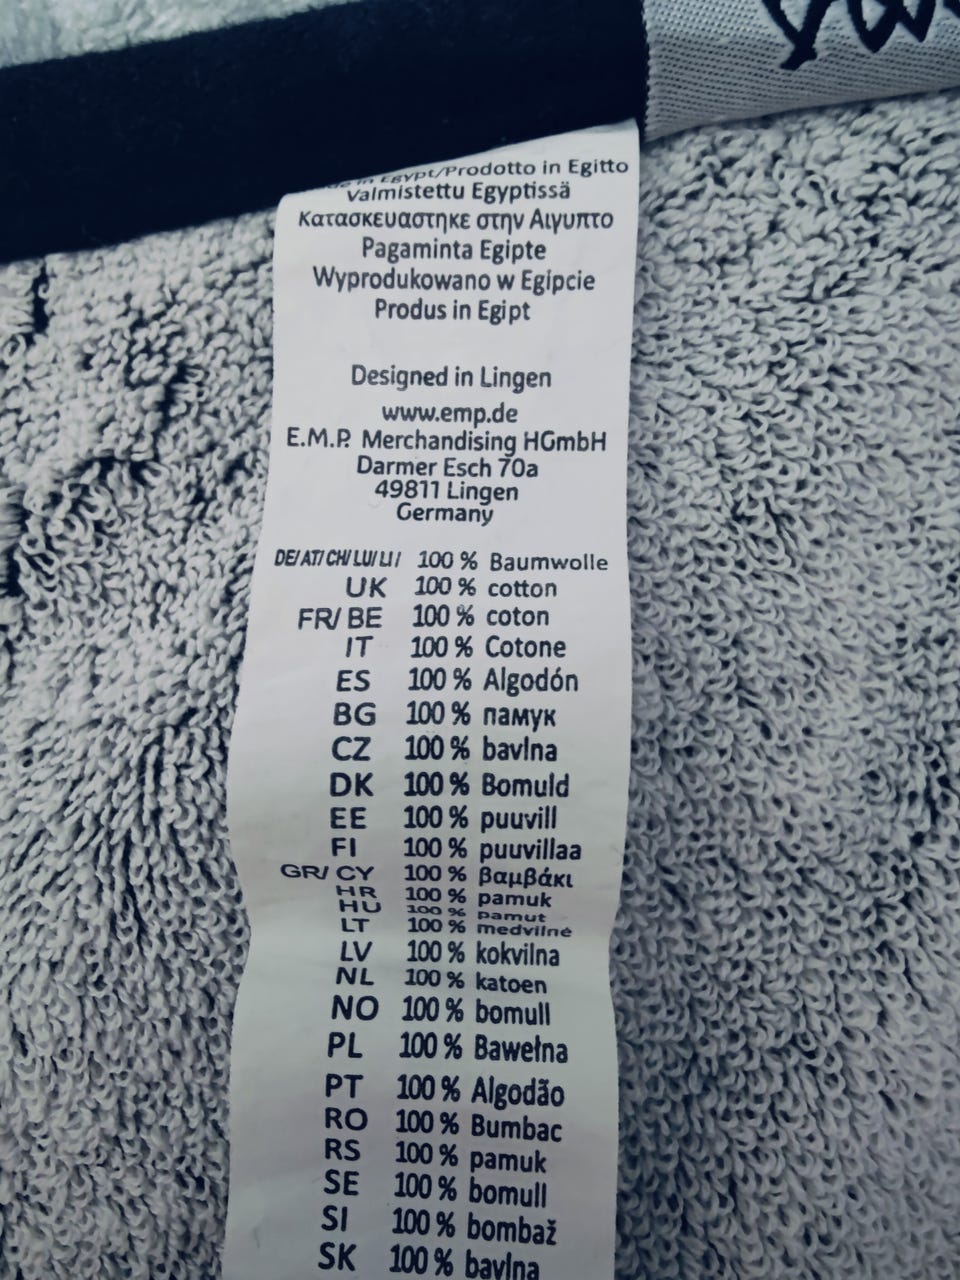 in Egypt/Prodotto in Egitto
Valmistettu Egyptissä
Κατασκευαστηκε στην Αιγυπτο
Pagaminta Egipte
Wyprodukowano w Egipcie
Produs in Egipt
Designed in Lingen
www.emp.de
E.M.P. Merchandising HGmbH
Darmer Esch 70a
49811 Lingen
Germany
DE/AT/CH/LU/LI/ 100 % Baumwolle
UK 100 % cotton
FR/ BE 100 % coton
IT 100 % Cotone
ES 100 % Algodón
BG 100 % памук
CZ 100 % bavlna
DK 100 % Bomuld
EE 100 % puuvill
FI 100 % puuvillaa
GR/ CY 100 % βαμβάκι
HR 100 % pamuk
HU 100 % pamut
LT 100 % medvilnė
LV 100 % kokvilna
NL 100 % katoen
NO 100 % bomull
PL 100 % Bawełna
PT 100 % Algodão
RO 100 % Bumbac
RS 100 % pamuk
SE 100 % bomull
SI 100 % bombaž
SK 100 % bavlna